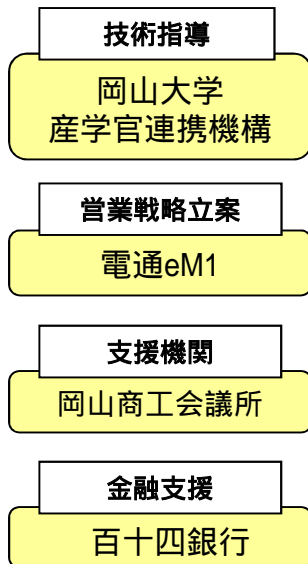 技術指導
岡山大学
産学官連携機構
営業戦略立案
電通eM1
支援機関
岡山商工会議所
金融支援
百十四銀行